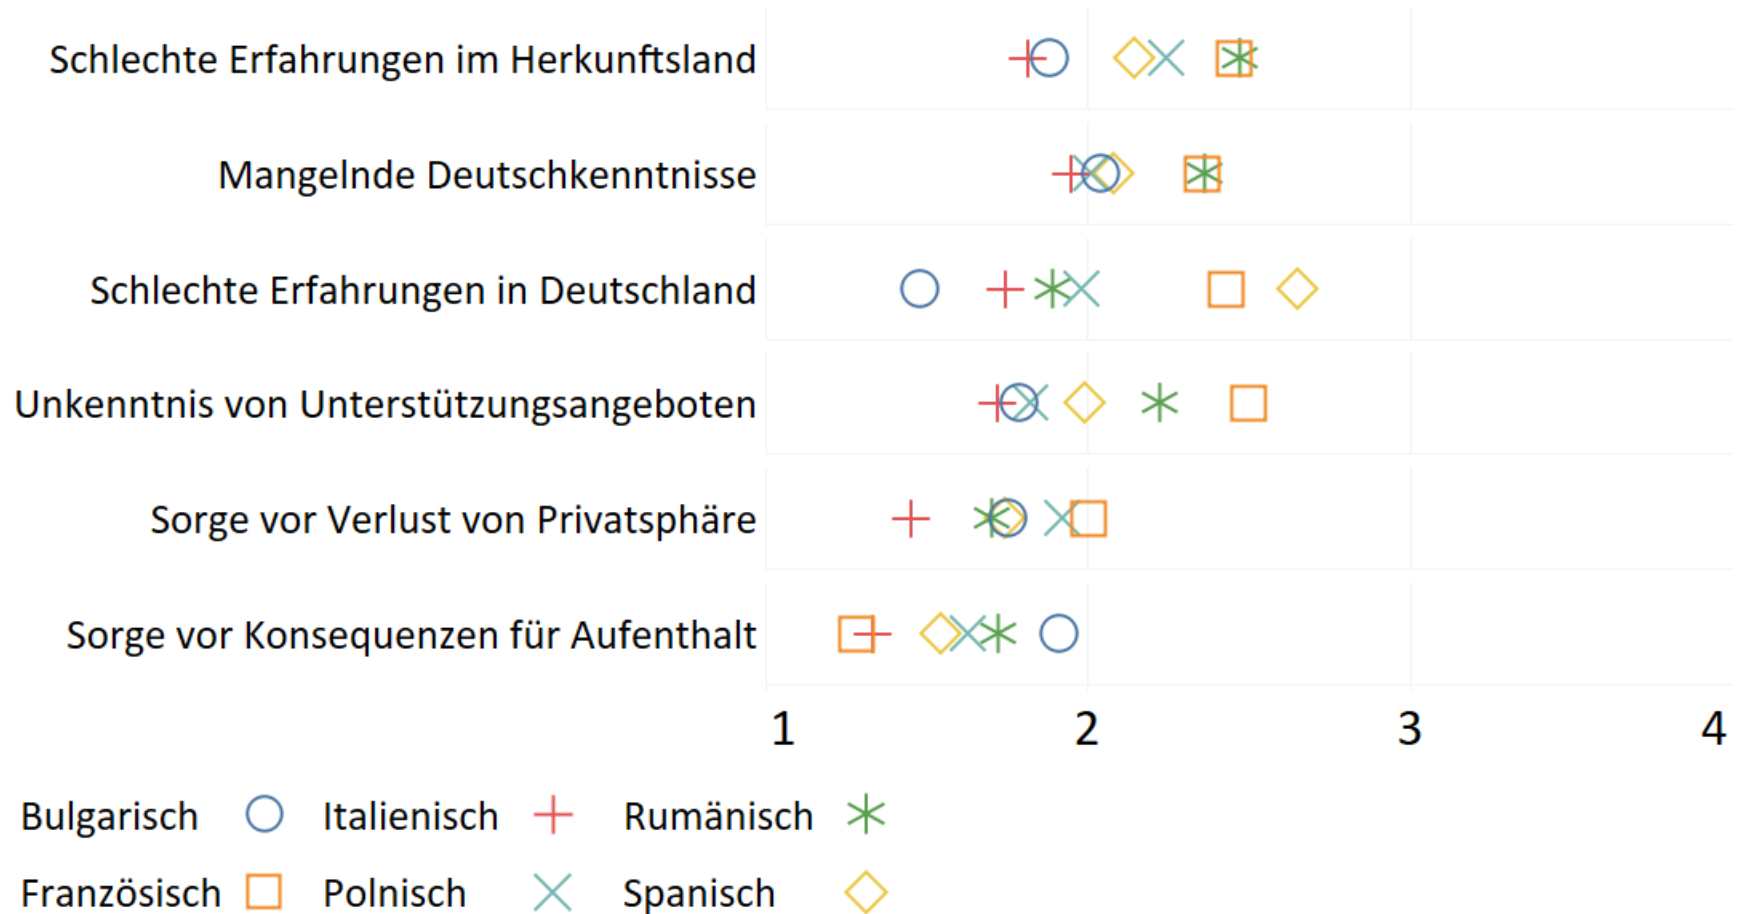 Schlechte Erfahrungen im Herkunftsland
Mangelnde Deutschkenntnisse
Schlechte Erfahrungen in Deutschland
Unkenntnis von Unterstützungsangeboten
Sorge vor Verlust von Privatsphäre
Sorge vor Konsequenzen für Aufenthalt
1 2 3 4
Bulgarisch Italienisch Rumänisch
Französisch Polnisch Spanisch